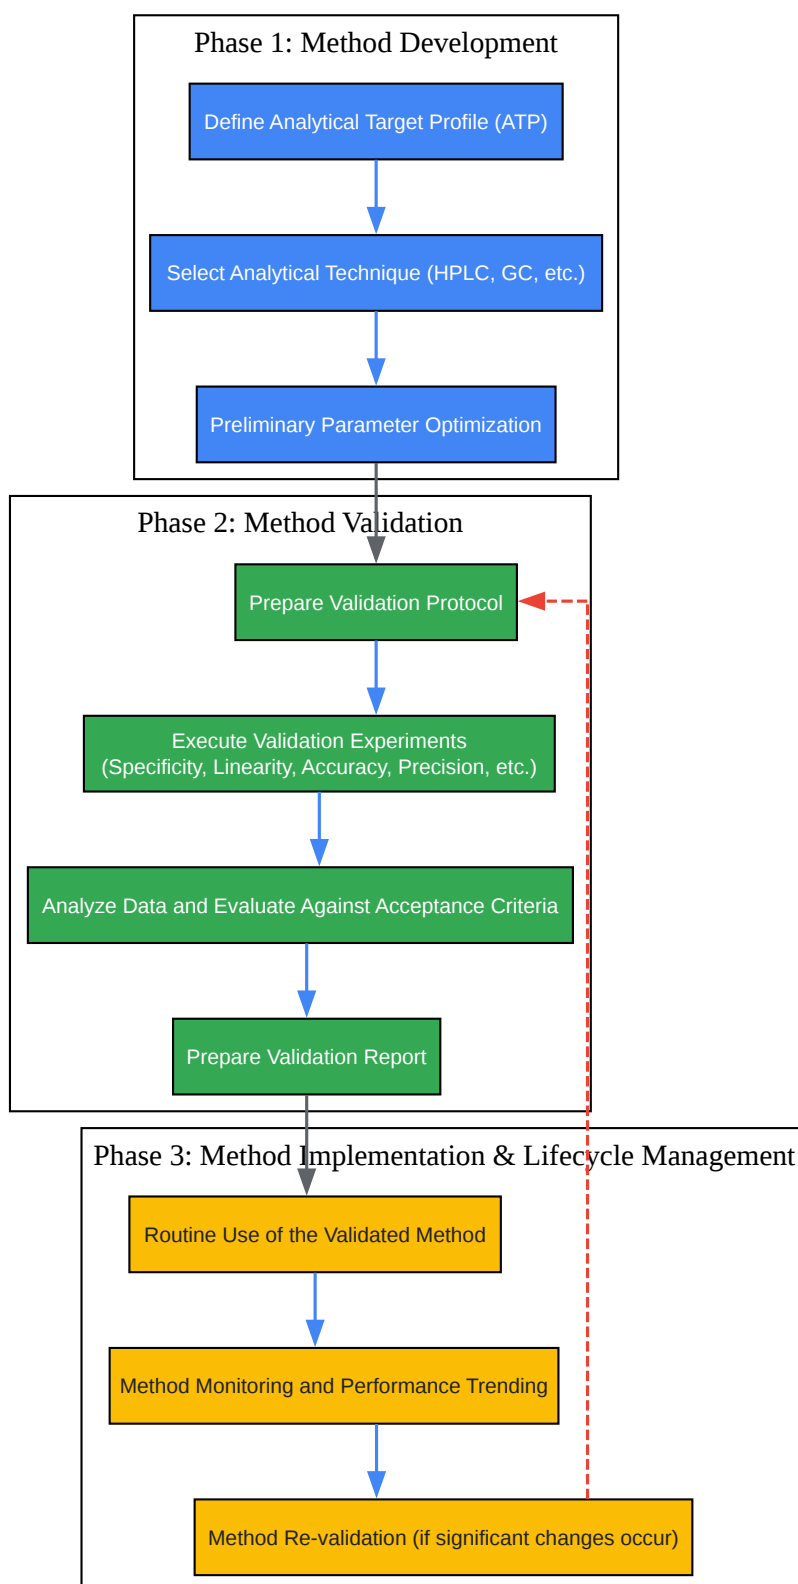 Phase 1: Method Development
Define Analytical Target Profile (ATP)
Select Analytical Technique (HPLC, GC, etc.)
Preliminary Parameter Optimization
Phase 2: Method Validation
Prepare Validation Protocol
Execute Validation Experiments
(Specificity, Linearity, Accuracy, Precision, etc.)
Analyze Data and Evaluate Against Acceptance Criteria
Prepare Validation Report
Phase 3: Method Implementation & Lifecycle Management
Routine Use of the Validated Method
Method Monitoring and Performance Trending
Method Re-validation (if significant changes occur)